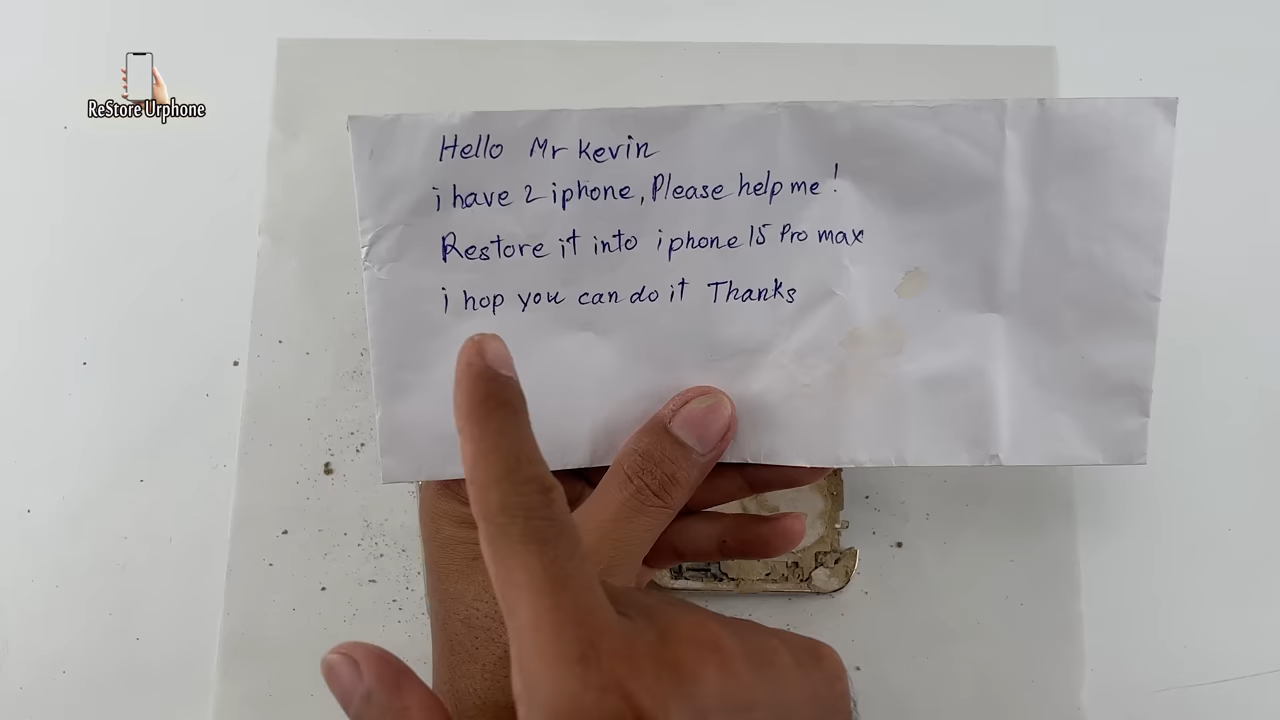 ReStore Urphone
Hello Mr Kevin
i have 2 iphone, Please help me !
Restore it into iphone 15 Pro max
i hop you can do it Thanks